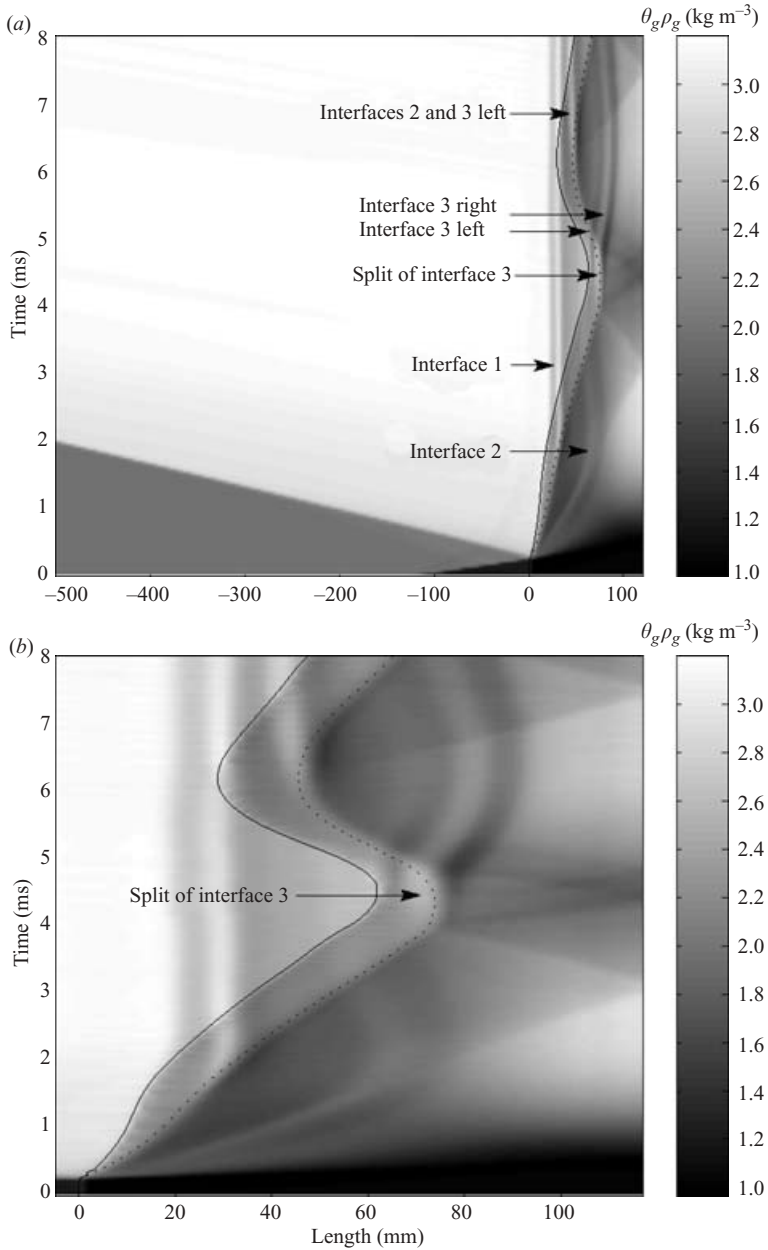 (a)
θgρg (kg m−3)
8
7
6
5
4
3
2
1
0
Time (ms)
Interfaces 2 and 3 left
Interface 3 right
Interface 3 left
Split of interface 3
Interface 1
Interface 2
−500 −400 −300 −200 −100 0 100
3.0
2.8
2.6
2.4
2.2
2.0
1.8
1.6
1.4
1.2
1.0
(b)
θgρg (kg m−3)
8
7
6
5
4
3
2
1
0
Time (ms)
Split of interface 3
0 20 40 60 80 100
Length (mm)
3.0
2.8
2.6
2.4
2.2
2.0
1.8
1.6
1.4
1.2
1.0